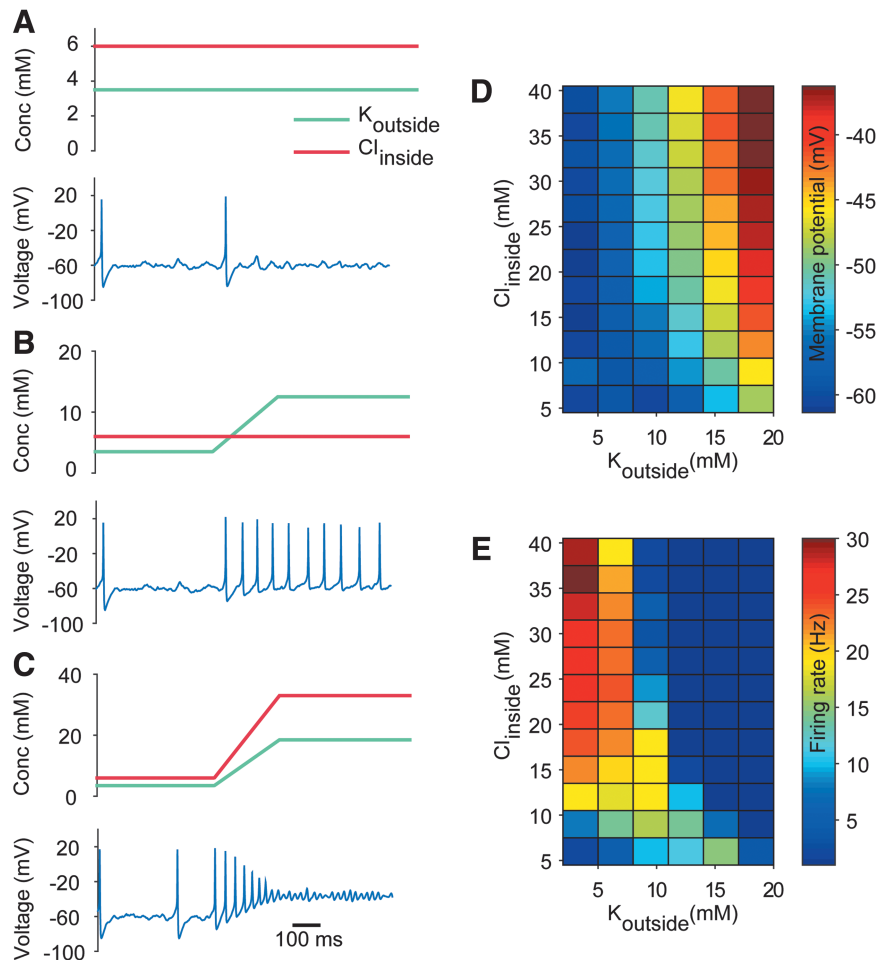 A
Conc (mM)
6
4
2
0
K outside
Cl inside
Voltage (mV)
20
-20
-60
-100
B
Conc (mM)
20
10
0
Voltage (mV)
20
-20
-60
-100
C
Conc (mM)
40
20
0
Voltage (mV)
20
-20
-60
-100
100 ms
D
Cl inside (mM)
40
35
30
25
20
15
10
5
5 10 15 20
K outside (mM)
Membrane potential (mV)
-40
-45
-50
-55
-60
E
Cl inside (mM)
40
35
30
25
20
15
10
5
5 10 15 20
K outside (mM)
Firing rate (Hz)
30
25
20
15
10
5